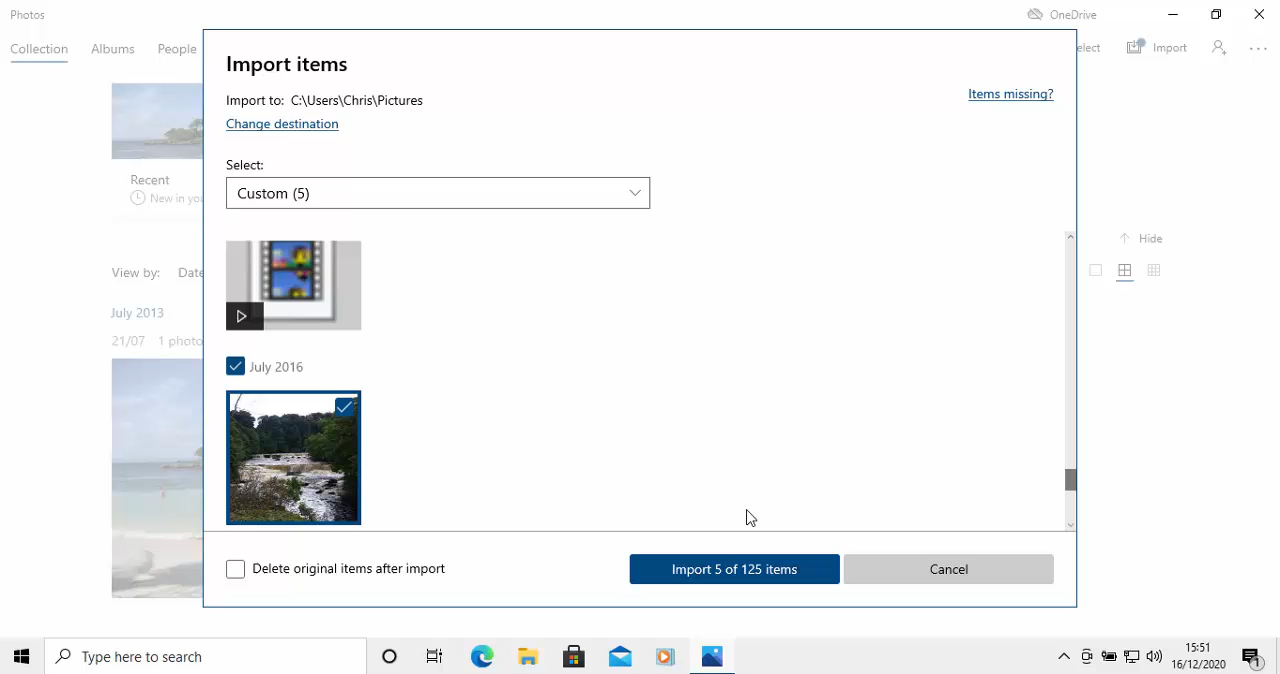 Photos
OneDrive
Collection
Albums
People
elect
Import
Import items
Import to: C:\Users\Chris\Pictures
Items missing?
Change destination
Select:
Custom (5)
Recent
New in you
Hide
View by: Date
July 2013
21/07 1 photo
July 2016
Delete original items after import
Import 5 of 125 items
Cancel
Type here to search
15:51
16/12/2020
1